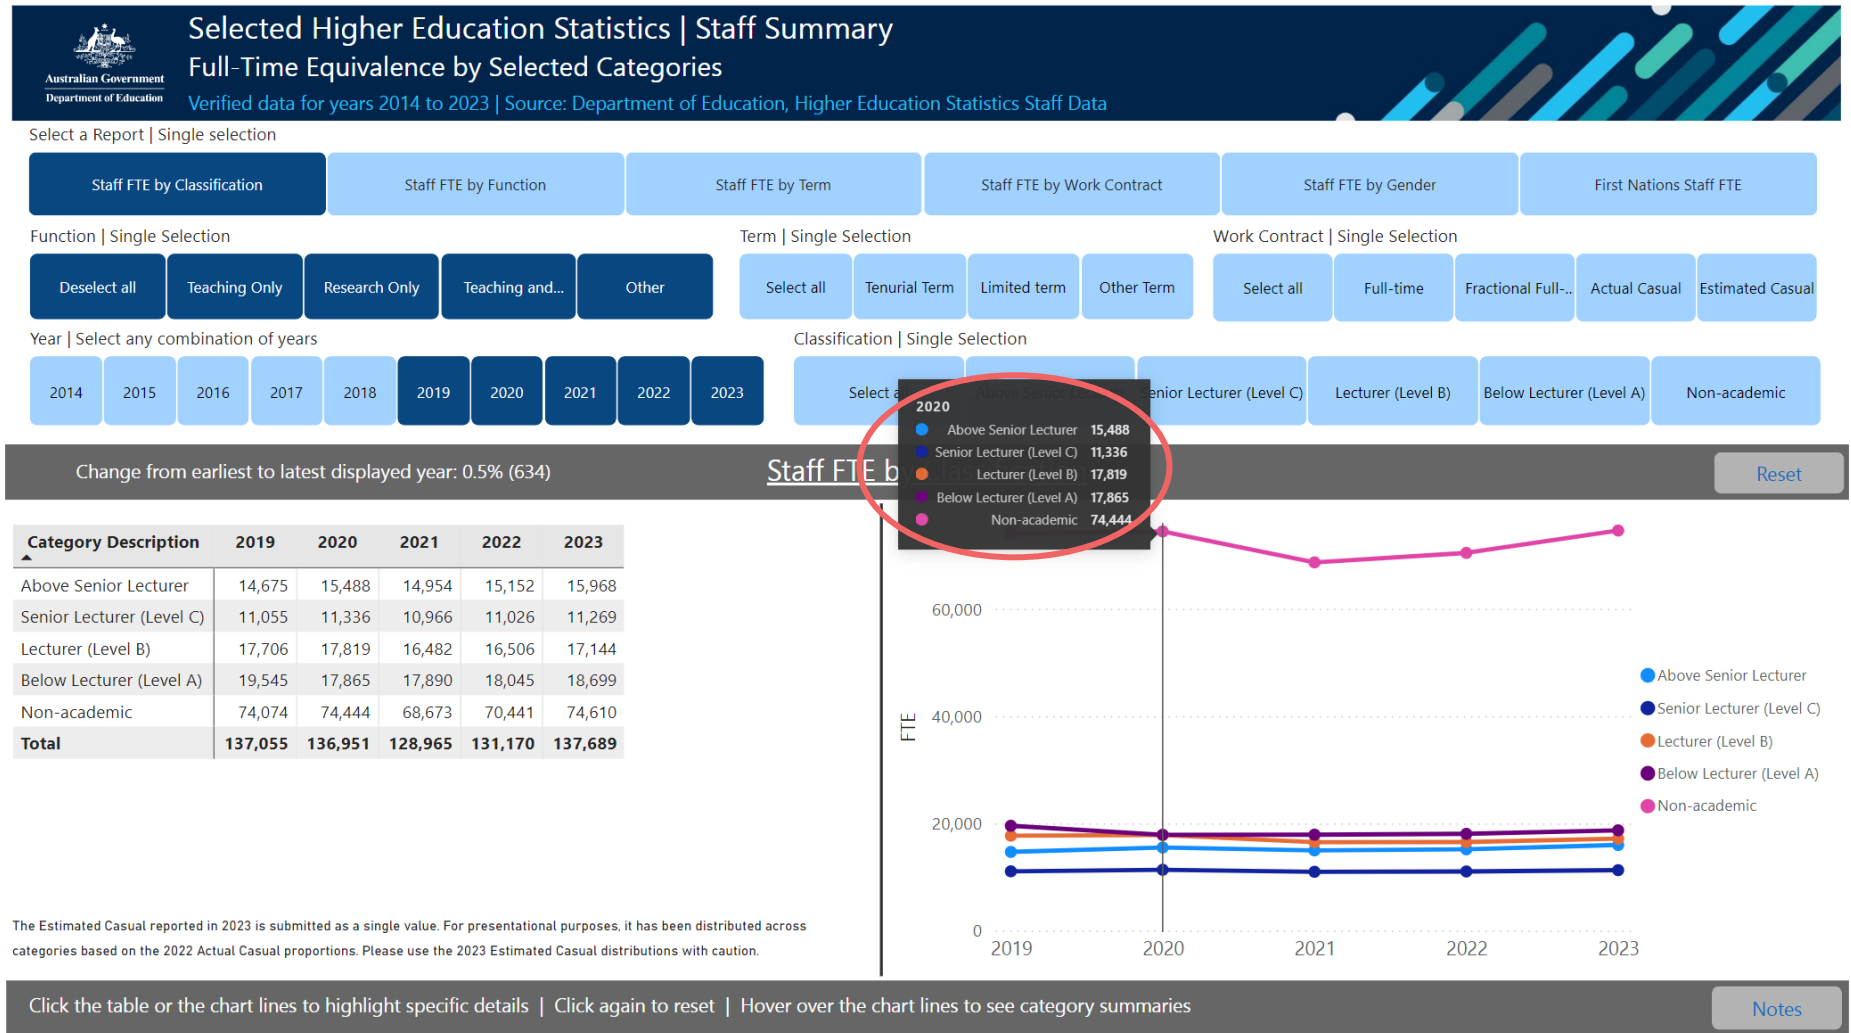 Australian Government
Department of Education
Selected Higher Education Statistics | Staff Summary
Full-Time Equivalence by Selected Categories
Verified data for years 2014 to 2023 | Source: Department of Education, Higher Education Statistics Staff Data
Select a Report | Single selection
Staff FTE by Classification Staff FTE by Function Staff FTE by Term Staff FTE by Work Contract Staff FTE by Gender First Nations Staff FTE
Function | Single Selection Term | Single Selection Work Contract | Single Selection
Deselect all Teaching Only Research Only Teaching and... Other Select all Tenurial Term Limited term Other Term Select all Full-time Fractional Full-... Actual Casual Estimated Casual
Year | Select any combination of years Classification | Single Selection
2014 2015 2016 2017 2018 2019 2020 2021 2022 2023 Select a Above Senior Lecturer enior Lecturer (Level C) Lecturer (Level B) Below Lecturer (Level A) Non-academic
2020
Above Senior Lecturer 15,488
Senior Lecturer (Level C) 11,336
Lecturer (Level B) 17,819
Below Lecturer (Level A) 17,865
Non-academic 74,444
Change from earliest to latest displayed year: 0.5% (634) Staff FTE by Reset
Category Description 2019 2020 2021 2022 2023
Above Senior Lecturer 14,675 15,488 14,954 15,152 15,968
Senior Lecturer (Level C) 11,055 11,336 10,966 11,026 11,269
Lecturer (Level B) 17,706 17,819 16,482 16,506 17,144
Below Lecturer (Level A) 19,545 17,865 17,890 18,045 18,699
Non-academic 74,074 74,444 68,673 70,441 74,610
Total 137,055 136,951 128,965 131,170 137,689
FTE
60,000
40,000
20,000
0
2019 2020 2021 2022 2023
Above Senior Lecturer
Senior Lecturer (Level C)
Lecturer (Level B)
Below Lecturer (Level A)
Non-academic
The Estimated Casual reported in 2023 is submitted as a single value. For presentational purposes, it has been distributed across
categories based on the 2022 Actual Casual proportions. Please use the 2023 Estimated Casual distributions with caution.
Click the table or the chart lines to highlight specific details | Click again to reset | Hover over the chart lines to see category summaries
Notes